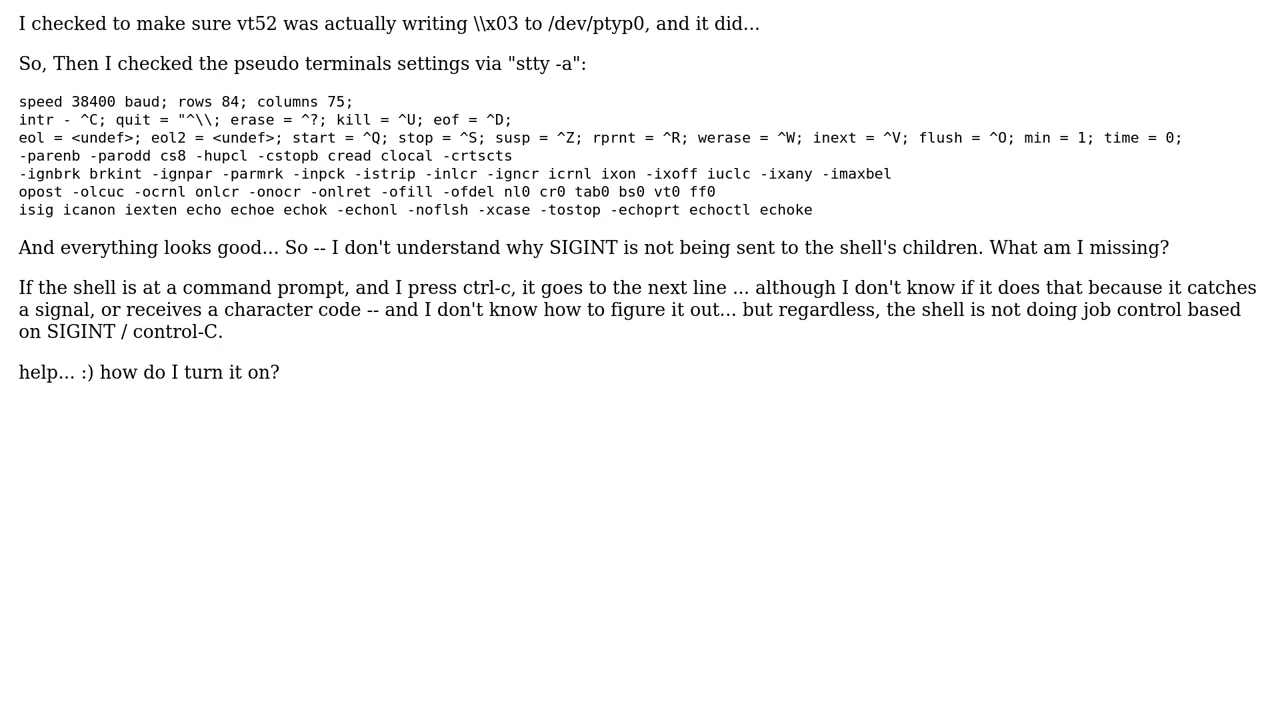 I checked to make sure vt52 was actually writing \\x03 to /dev/ptyp0, and it did...
So, Then I checked the pseudo terminals settings via "stty -a":
speed 38400 baud; rows 84; columns 75;
intr - ^C; quit = "^\\; erase = ^?; kill = ^U; eof = ^D;
eol = <undef>; eol2 = <undef>; start = ^Q; stop = ^S; susp = ^Z; rprnt = ^R; werase = ^W; inext = ^V; flush = ^O; min = 1; time = 0;
-parenb -parodd cs8 -hupcl -cstopb cread clocal -crtscts
-ignbrk brkint -ignpar -parmrk -inpck -istrip -inlcr -igncr icrnl ixon -ixoff iuclc -ixany -imaxbel
opost -olcuc -ocrnl onlcr -onocr -onlret -ofill -ofdel nl0 cr0 tab0 bs0 vt0 ff0
isig icanon iexten echo echoe echok -echonl -noflsh -xcase -tostop -echoprt echoctl echoke
And everything looks good... So -- I don't understand why SIGINT is not being sent to the shell's children. What am I missing?
If the shell is at a command prompt, and I press ctrl-c, it goes to the next line ... although I don't know if it does that because it catches
a signal, or receives a character code -- and I don't know how to figure it out... but regardless, the shell is not doing job control based
on SIGINT / control-C.
help... :) how do I turn it on?